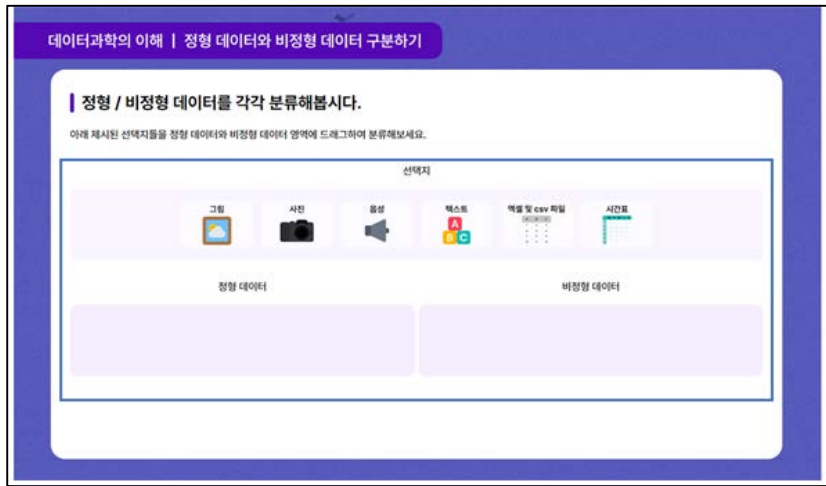 데이터과학의 이해 | 정형 데이터와 비정형 데이터 구분하기
정형 / 비정형 데이터를 각각 분류해봅시다.
아래 제시된 선택지들을 정형 데이터와 비정형 데이터 영역에 드래그하여 분류해보세요.
선택지
그림 사진 음성 텍스트 엑셀 및 csv 파일 시간표
A
B C
정형 데이터 비정형 데이터